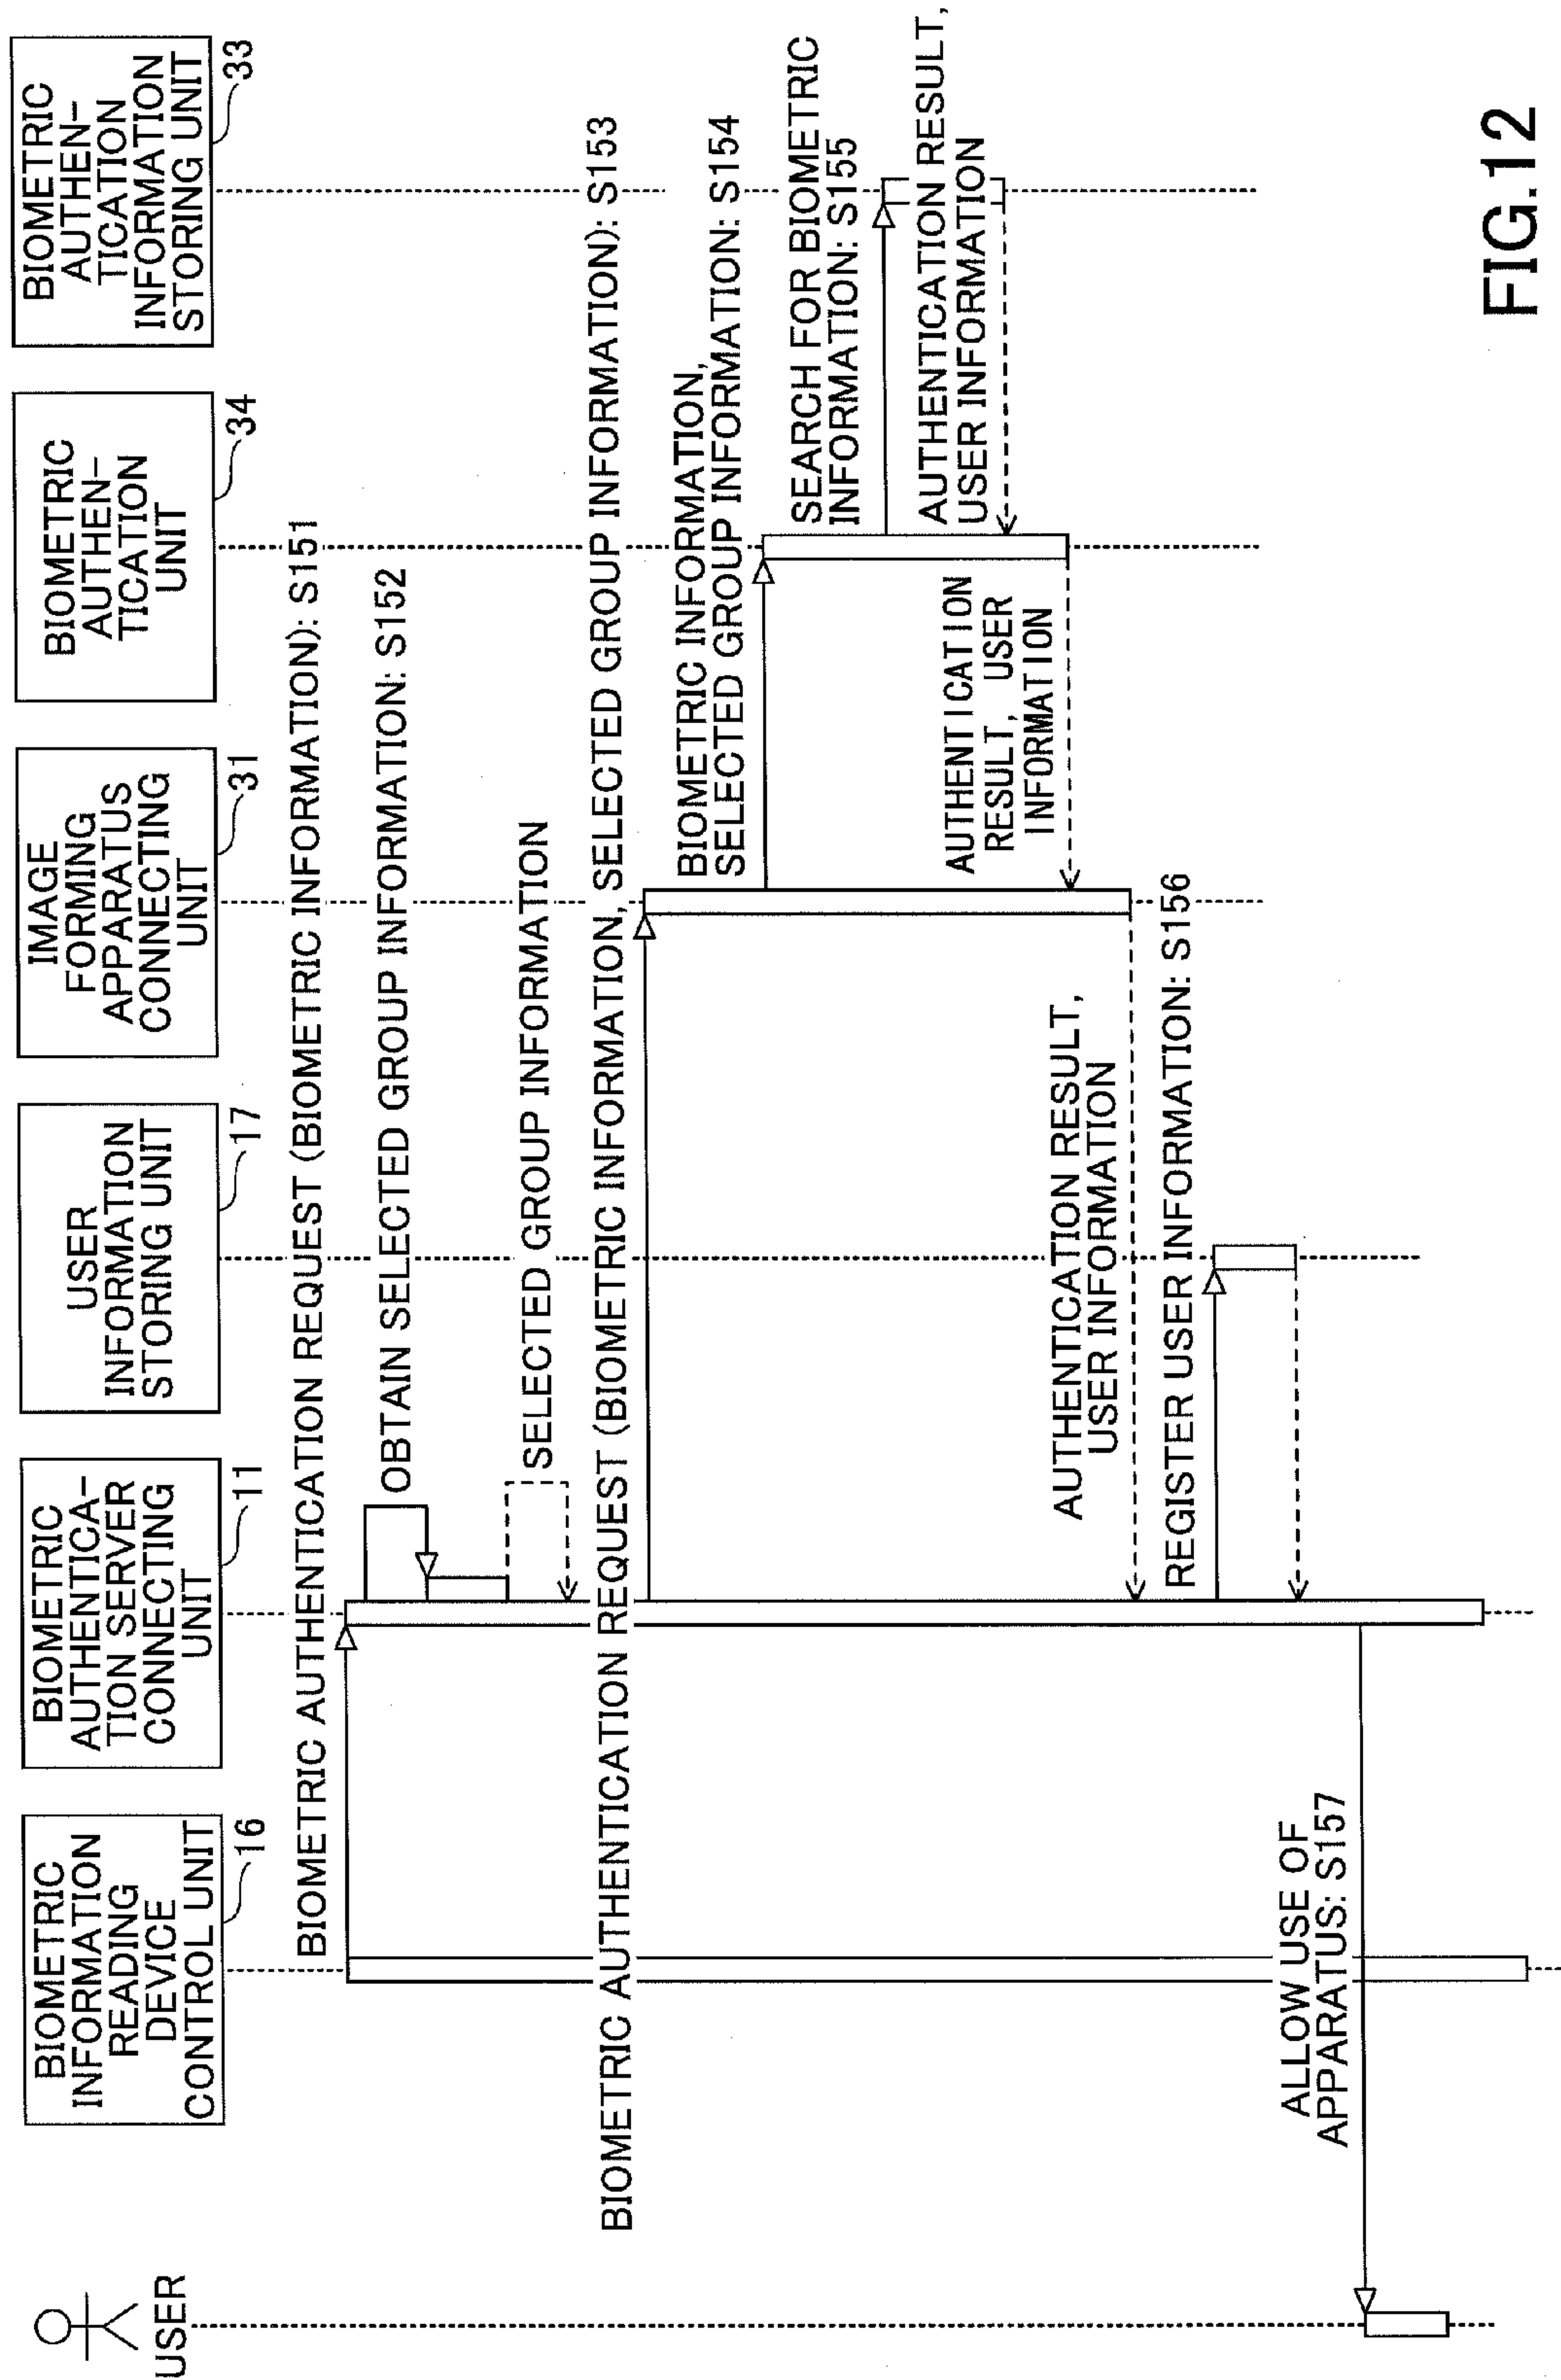 USER
BIOMETRIC
INFORMATION
READING
DEVICE
CONTROL UNIT
16
BIOMETRIC
AUTHENTICA-
TION SERVER
CONNECTING
UNIT
11
USER
INFORMATION
STORING UNIT
17
IMAGE
FORMING
APPARATUS
CONNECTING
UNIT
31
BIOMETRIC
AUTHEN-
TICATION
UNIT
34
BIOMETRIC
AUTHEN-
TICATION
INFORMATION
STORING UNIT
33
BIOMETRIC AUTHENTICATION REQUEST (BIOMETRIC INFORMATION): S151
OBTAIN SELECTED GROUP INFORMATION: S152
SELECTED GROUP INFORMATION
BIOMETRIC AUTHENTICATION REQUEST (BIOMETRIC INFORMATION, SELECTED GROUP INFORMATION): S153
BIOMETRIC INFORMATION,
SELECTED GROUP INFORMATION: S154
SEARCH FOR BIOMETRIC
INFORMATION: S155
AUTHENTICATION RESULT,
USER INFORMATION
AUTHENTICATION
RESULT, USER
INFORMATION
AUTHENTICATION RESULT,
USER INFORMATION
REGISTER USER INFORMATION: S156
ALLOW USE OF
APPARATUS: S157
FIG.12